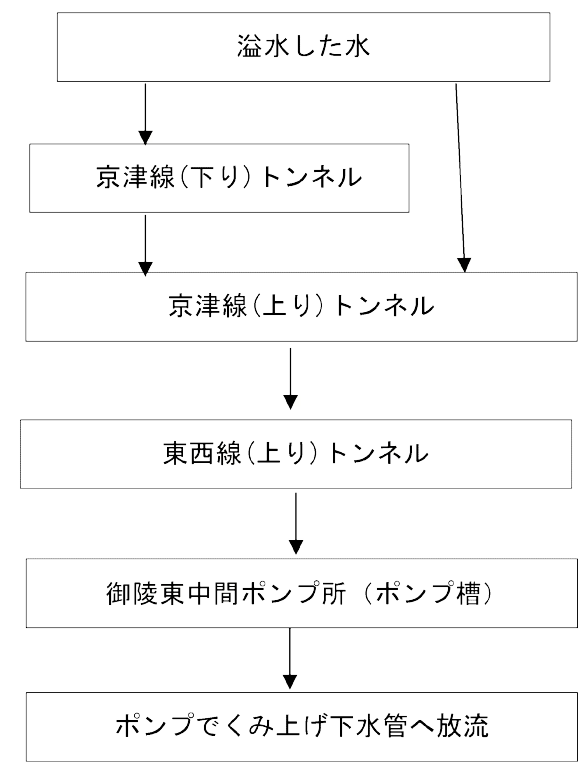 溢水した水
京津線(下り)トンネル
京津線(上り)トンネル
東西線(上り)トンネル
御陵東中間ポンプ所（ポンプ槽）
ポンプでくみ上げ下水管へ放流